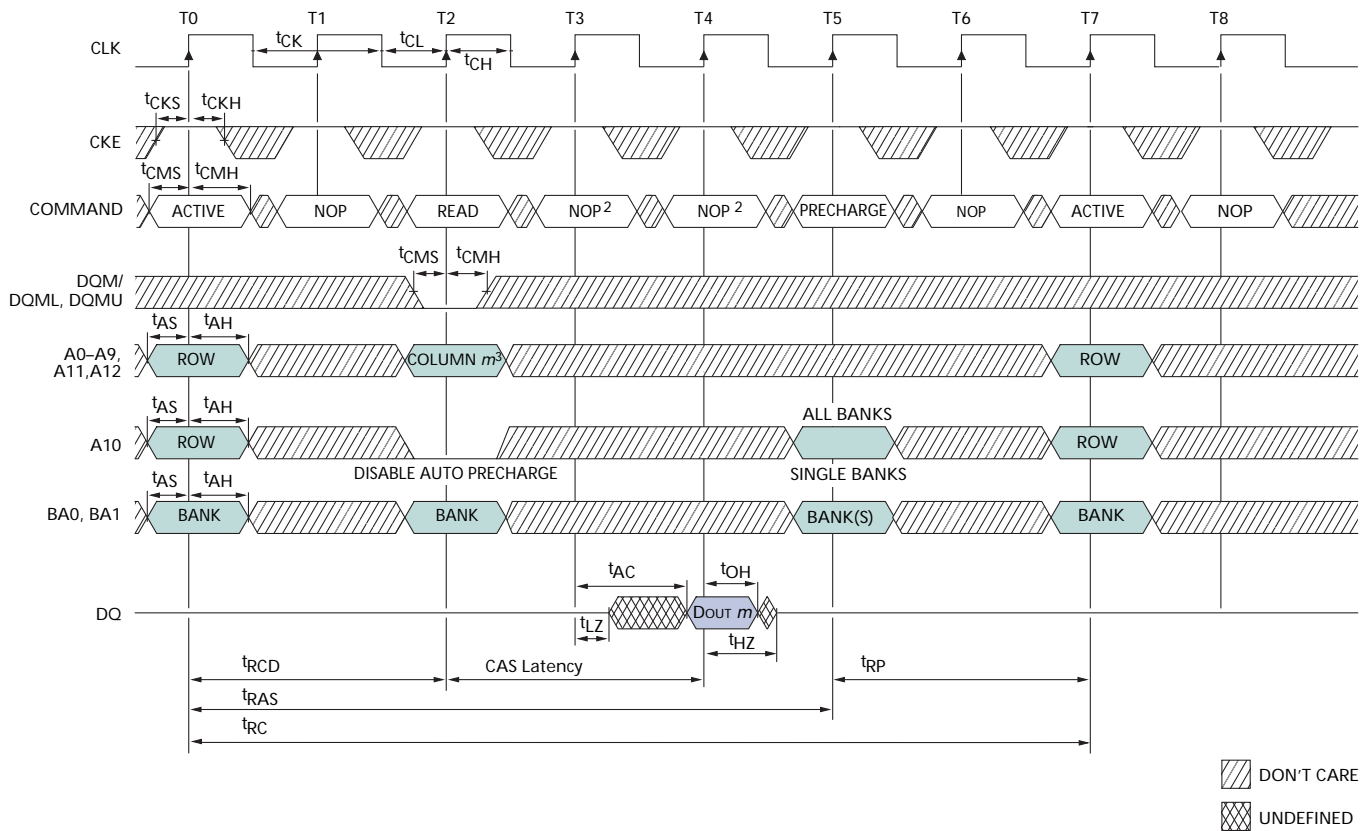 T0 T1 T2 T3 T4 T5 T6 T7 T8
CLK
tCK tCL tCH
tCKS tCKH
CKE
tCMS tCMH
COMMAND ACTIVE NOP READ NOP2 NOP2 PRECHARGE NOP ACTIVE NOP
tCMS tCMH
DQM/
DQML, DQMU
tAS tAH
A0–A9,
A11,A12
ROW COLUMN m3 ROW
tAS tAH
ALL BANKS
A10 ROW ROW
DISABLE AUTO PRECHARGE SINGLE BANKS
tAS tAH
BA0, BA1 BANK BANK BANK(S) BANK
tAC tOH
DQ DOUT m
tLZ tHZ
tRCD CAS Latency tRP
tRAS
tRC
DON'T CARE
UNDEFINED